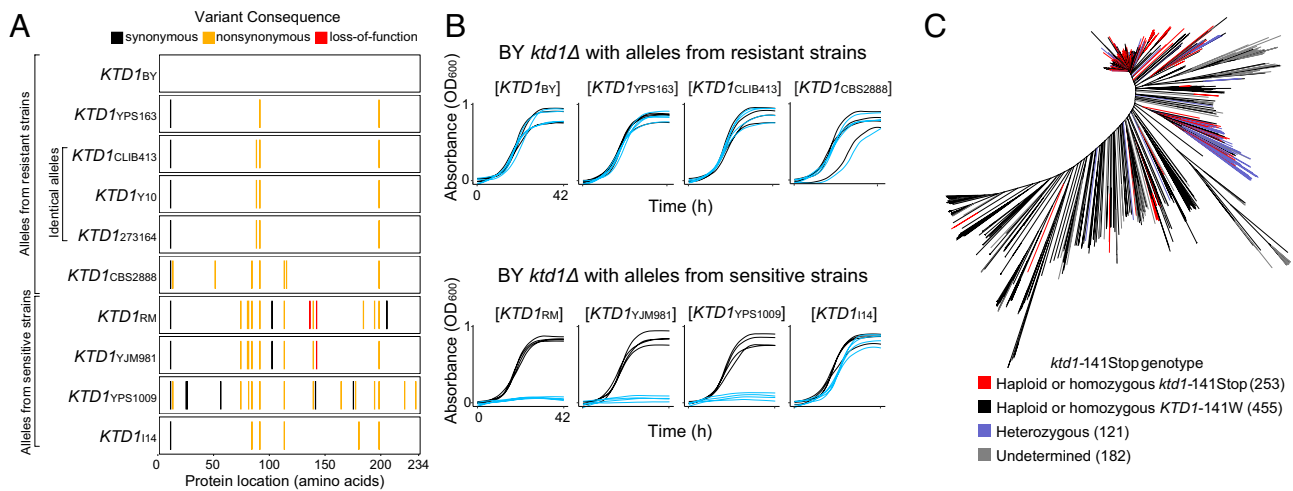 A
Variant Consequence
synonymous
nonsynonymous
loss-of-function
Alleles from resistant strains
Identical alleles
Alleles from sensitive strains
KTD1BY
KTD1YPS163
KTD1CLIB413
KTD1Y10
KTD1273164
KTD1CBS2888
KTD1RM
KTD1YJM981
KTD1YPS1009
KTD1I14
0 50 100 150 200 234
Protein location (amino acids)
B
BY ktd1Δ with alleles from resistant strains
[KTD1BY] [KTD1YPS163] [KTD1CLIB413] [KTD1CBS2888]
Absorbance (OD600)
1
0
0 42
Time (h)
BY ktd1Δ with alleles from sensitive strains
[KTD1RM] [KTD1YJM981] [KTD1YPS1009] [KTD1I14]
Absorbance (OD600)
1
0
0 42
Time (h)
C
ktd1-141Stop genotype
Haploid or homozygous ktd1-141Stop (253)
Haploid or homozygous KTD1-141W (455)
Heterozygous (121)
Undetermined (182)